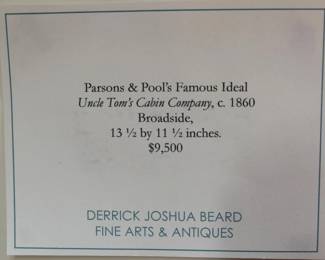 Parsons & Pool's Famous Ideal
Uncle Tom's Cabin Company, c. 1860
Broadside,
13 ½ by 11 ½ inches.
$9,500
DERRICK JOSHUA BEARD
FINE ARTS & ANTIQUES